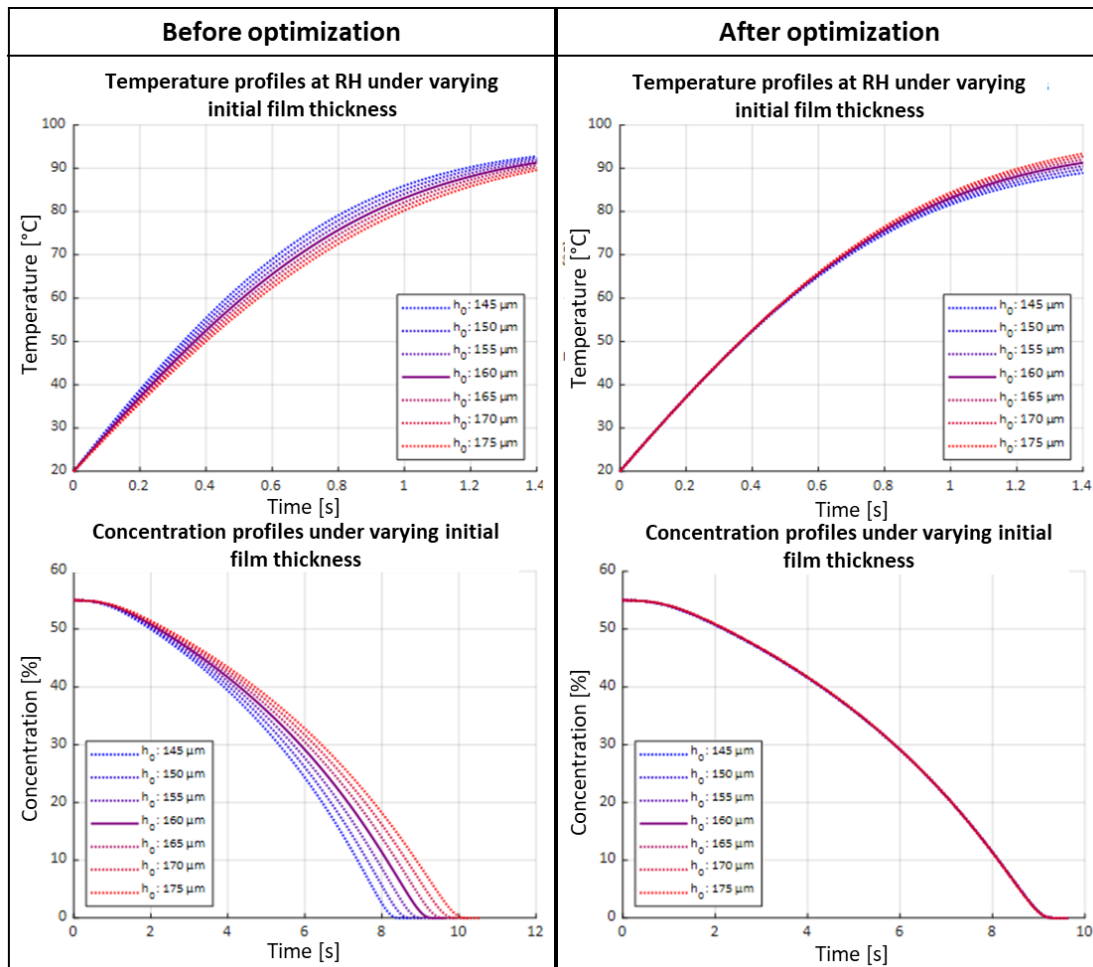 Before optimization
After optimization
Temperature profiles at RH under varying
initial film thickness
100
90
80
70
60
50
40
30
20
Temperature [°C]
h0: 145 µm
h0: 150 µm
h0: 155 µm
h0: 160 µm
h0: 165 µm
h0: 170 µm
h0: 175 µm
0 0.2 0.4 0.6 0.8 1 1.2 1.4
Time [s]
Temperature profiles at RH under varying
initial film thickness
100
90
80
70
60
50
40
30
20
Temperature [°C]
h0: 145 µm
h0: 150 µm
h0: 155 µm
h0: 160 µm
h0: 165 µm
h0: 170 µm
h0: 175 µm
0 0.2 0.4 0.6 0.8 1 1.2 1.4
Time [s]
Concentration profiles under varying initial
film thickness
60
50
40
30
20
10
0
Concentration [%]
h0: 145 µm
h0: 150 µm
h0: 155 µm
h0: 160 µm
h0: 165 µm
h0: 170 µm
h0: 175 µm
0 2 4 6 8 10 12
Time [s]
Concentration profiles under varying initial
film thickness
60
50
40
30
20
10
0
Concentration [%]
h0: 145 µm
h0: 150 µm
h0: 155 µm
h0: 160 µm
h0: 165 µm
h0: 170 µm
h0: 175 µm
0 2 4 6 8 10
Time [s]